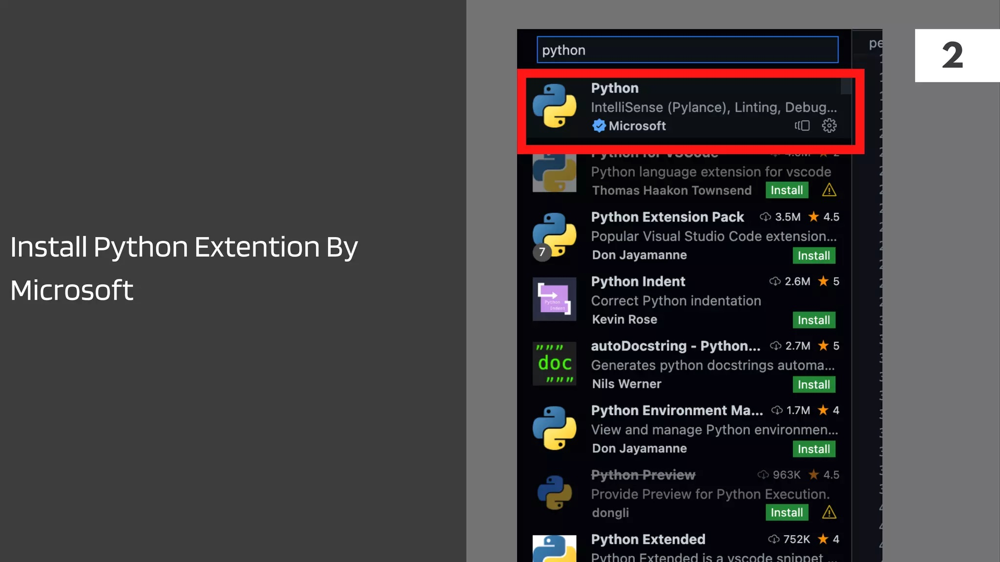 Install Python Extention By
Microsoft
2
python
pe
Python
IntelliSense (Pylance), Linting, Debug...
Microsoft
Python for VSCode
Python language extension for vscode
Thomas Haakon Townsend Install
Python Extension Pack 3.5M 4.5
Popular Visual Studio Code extension...
7
Don Jayamanne Install
Python Indent 2.6M 5
Correct Python indentation
Python
Indent
Kevin Rose Install
autoDocstring - Python... 2.7M 5
"""
doc
"""
Generates python docstrings automa...
Nils Werner Install
Python Environment Ma... 1.7M 4
View and manage Python environmen...
Don Jayamanne Install
Python Preview 963K 4.5
Provide Preview for Python Execution.
dongli Install
Python Extended 752K 4
Python Extended is a vscode snippet ...